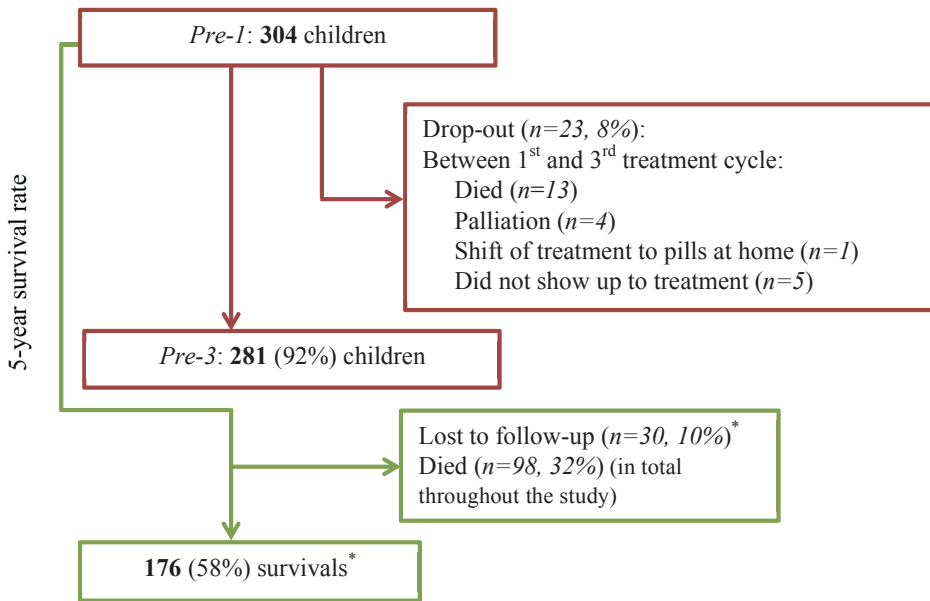 Pre-1: 304 children
Drop-out (n=23, 8%):
Between 1st and 3rd treatment cycle:
Died (n=13)
Palliation (n=4)
Shift of treatment to pills at home (n=1)
Did not show up to treatment (n=5)
5-year survival rate
Pre-3: 281 (92%) children
Lost to follow-up (n=30, 10%)*
Died (n=98, 32%) (in total
throughout the study)
176 (58%) survivals*